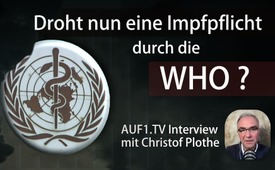 Droht nun eine Impfpflicht
durch die
WHO ?
AUF1.TV Interview
mit Christof Plothe